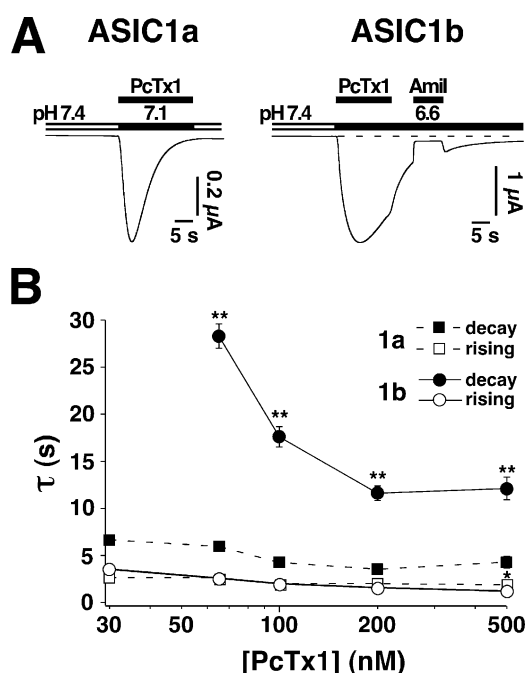 A
ASIC1a
ASIC1b
PcTx1
pH 7.4
7.1
0.2 µA
5 s
PcTx1
Amil
pH 7.4
6.6
1 µA
5 s
B
τ (s)
30
25
20
15
10
5
0
**
**
**
**
*
1a
decay
rising
1b
decay
rising
30
50
100
200
500
[PcTx1] (nM)